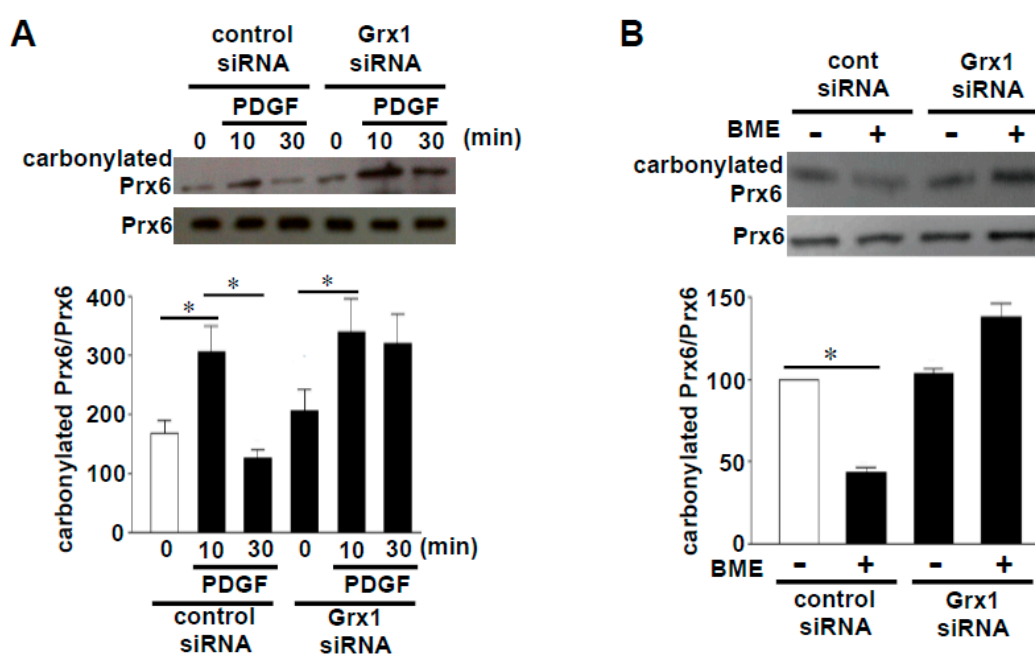 A
control
siRNA
Grx1
siRNA
PDGF
PDGF
0 10 30 0 10 30 (min)
carbonylated
Prx6
Prx6
carbonylated Prx6/Prx6
400
300
200
100
0
*
*
*
0 10 30 0 10 30 (min)
PDGF
PDGF
control
siRNA
Grx1
siRNA
B
cont
siRNA
Grx1
siRNA
BME - + - +
carbonylated
Prx6
Prx6
carbonylated Prx6/Prx6
150
100
50
0
*
BME - + - +
control
siRNA
Grx1
siRNA